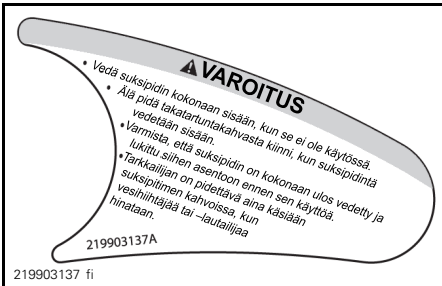 ⚠VAROITUS
• Vedä suksipidin kokonaan sisään, kun se ei ole käytössä.
• Älä pidä takatartuntakahvasta kiinni, kun suksipidintä
vedetään sisään.
•Varmista, että suksipidin on kokonaan ulos vedetty ja
lukittu siihen asentoon ennen sen käyttöä.
•Tarkkailijan on pidettävä aina käsiään
suksipitimen kahvoissa, kun
vesihiihtäjää tai –lautailijaa
hinataan.
219903137A
219903137 fi